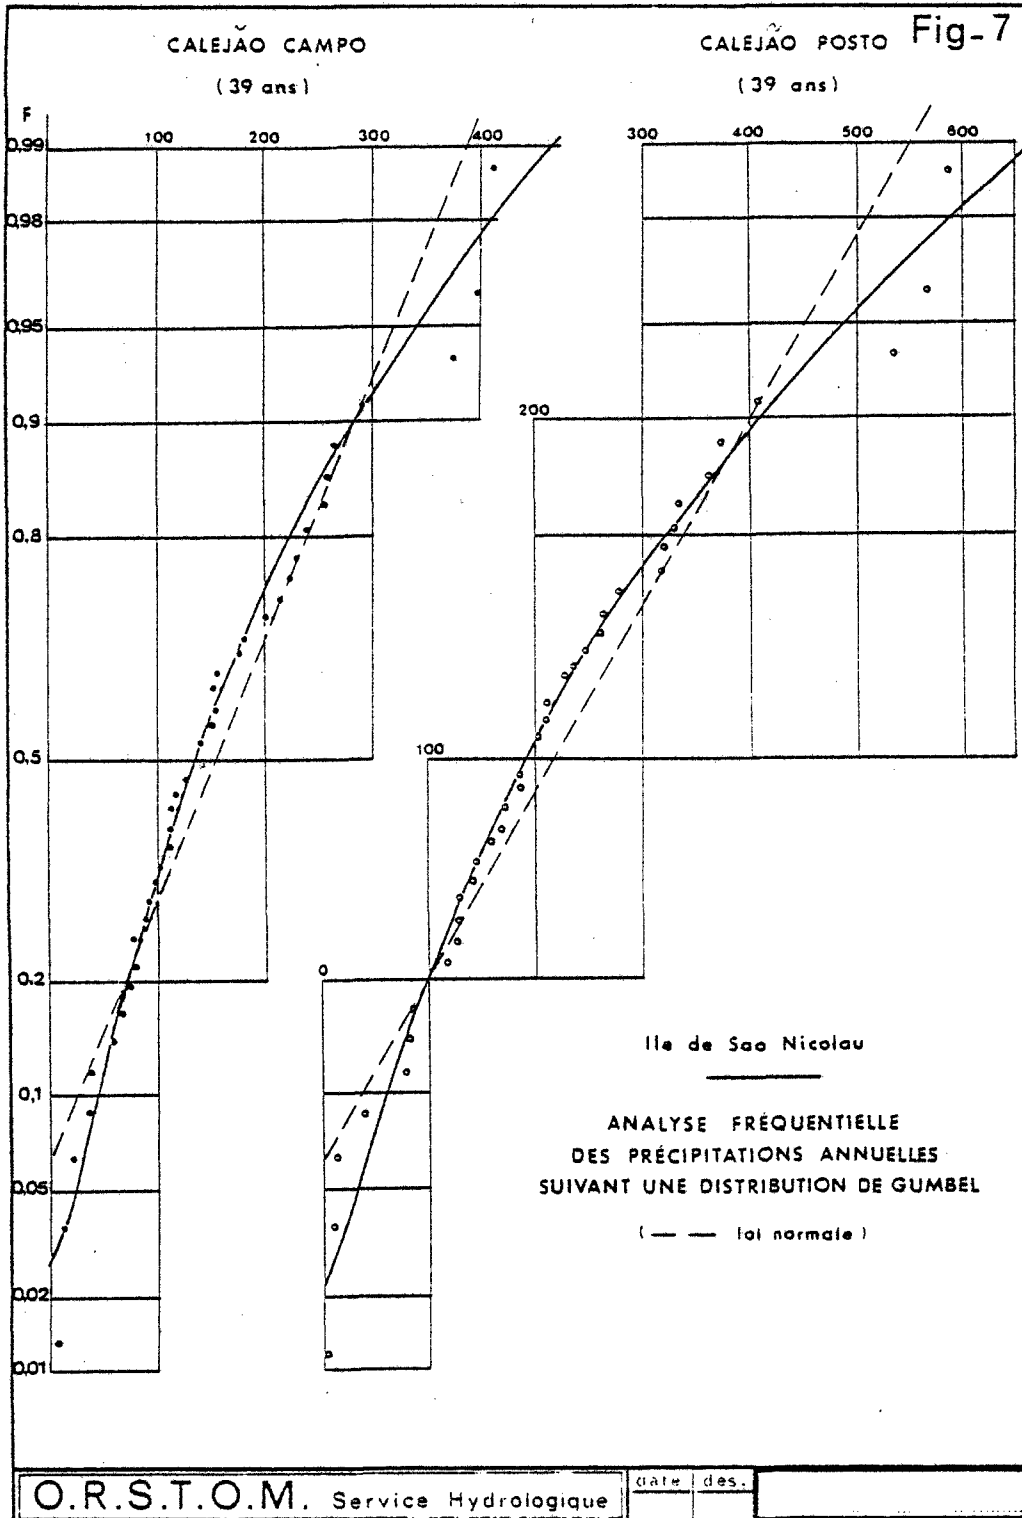 Fig-7
CALEJÃO CAMPO
(39 ans)
CALEJÃO POSTO
(39 ans)
F
100 200 300 400
300 400 500 600
0,99
0,98
0,95
0,9
200
0,8
0,5
100
0,2
0
0,1
0,05
0,02
0,01
Ile de Sao Nicolau
ANALYSE FRÉQUENTIELLE
DES PRÉCIPITATIONS ANNUELLES
SUIVANT UNE DISTRIBUTION DE GUMBEL
( — — loi normale )
O.R.S.T.O.M. Service Hydrologique
date des.